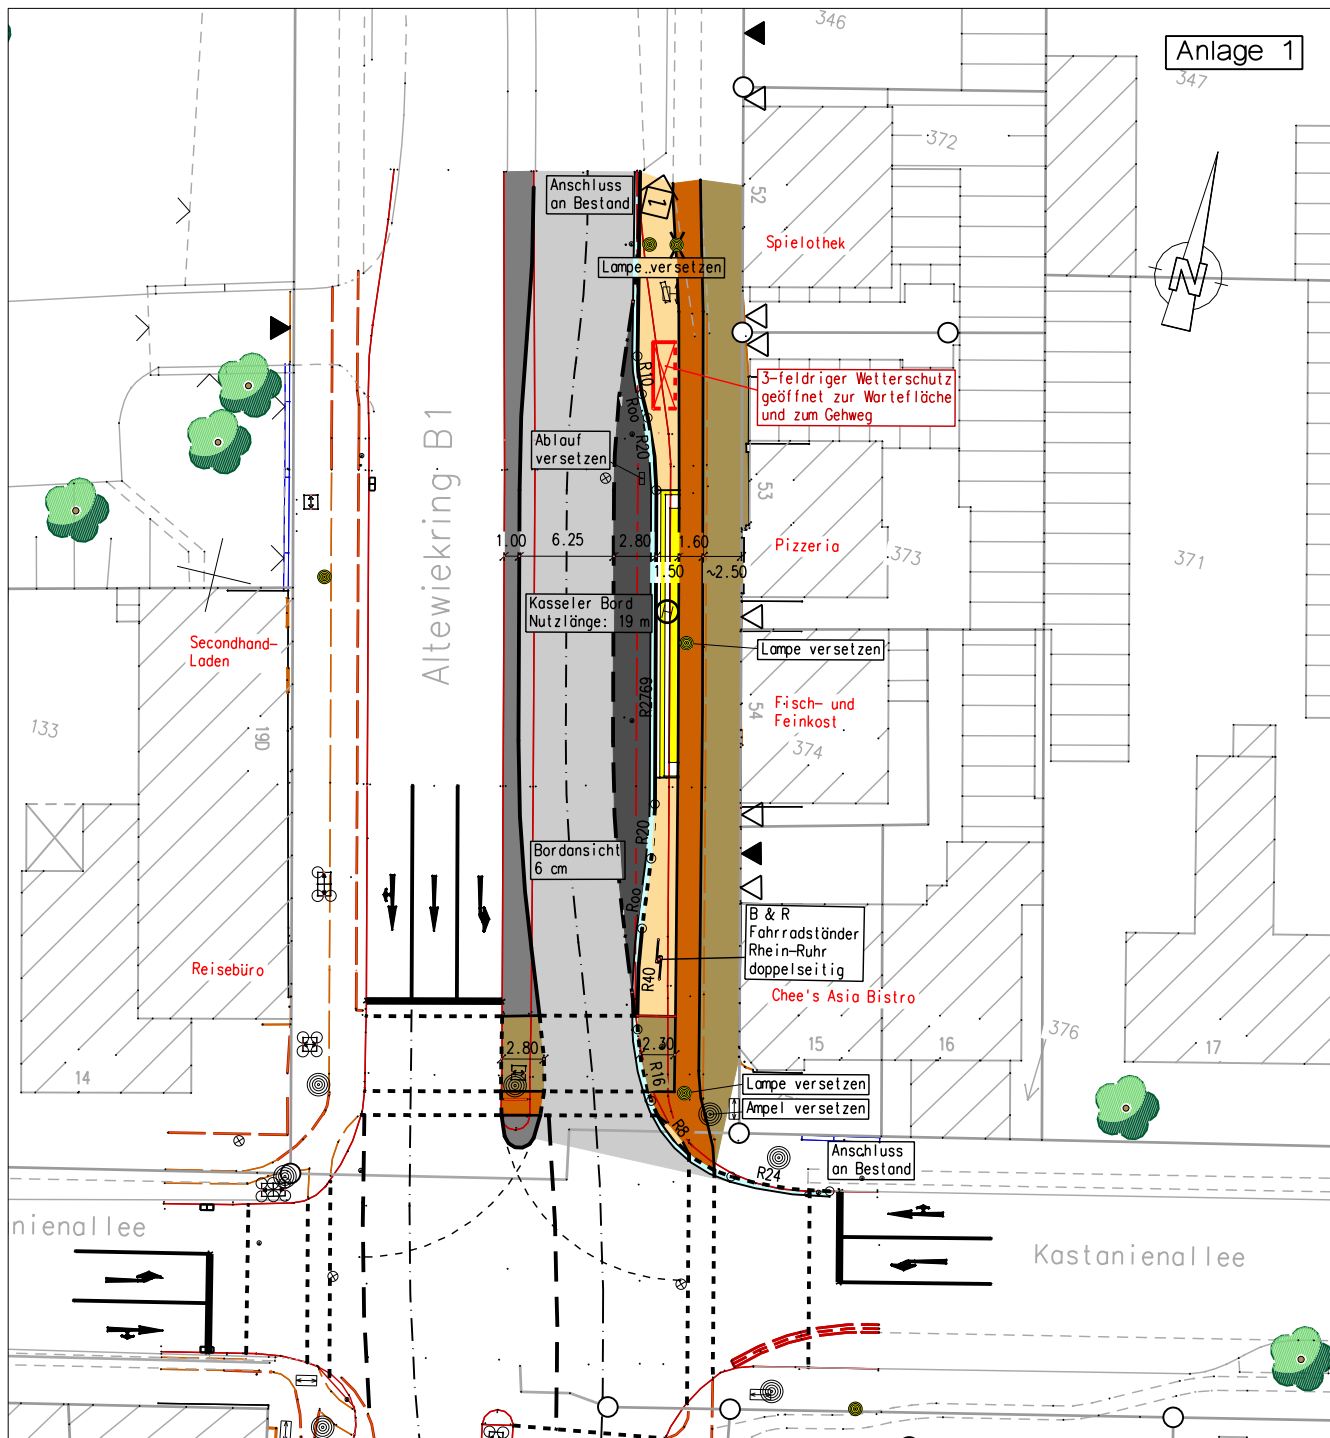 346
Anlage 1
347
372
Anschluss
an Bestand
1
52
Spielothek
Lampe versetzen
N
3-feldriger Wetterschutz
geöffnet zur Wartefläche
und zum Gehweg
R10
Roo
R20
Altewiekring B1
Ablauf
versetzen
53
Pizzeria
373
371
1.00
6.25
2.80
1.60
1.50
~2.50
Kasseler Bord
Nutzlänge: 19 m
H
Lampe versetzen
Secondhand-
Laden
133
190
R2769
54
Fisch- und
Feinkost
374
R20
Bordansicht
6 cm
Roo
B & R
Fahrradständer
Rhein-Ruhr
doppelseitig
R40
Reisebüro
Chee's Asia Bistro
376
15
16
17
14
2.80
2.30
R16
Lampe versetzen
Ampel versetzen
R8
Anschluss
an Bestand
R24
nienallee
Kastanienallee